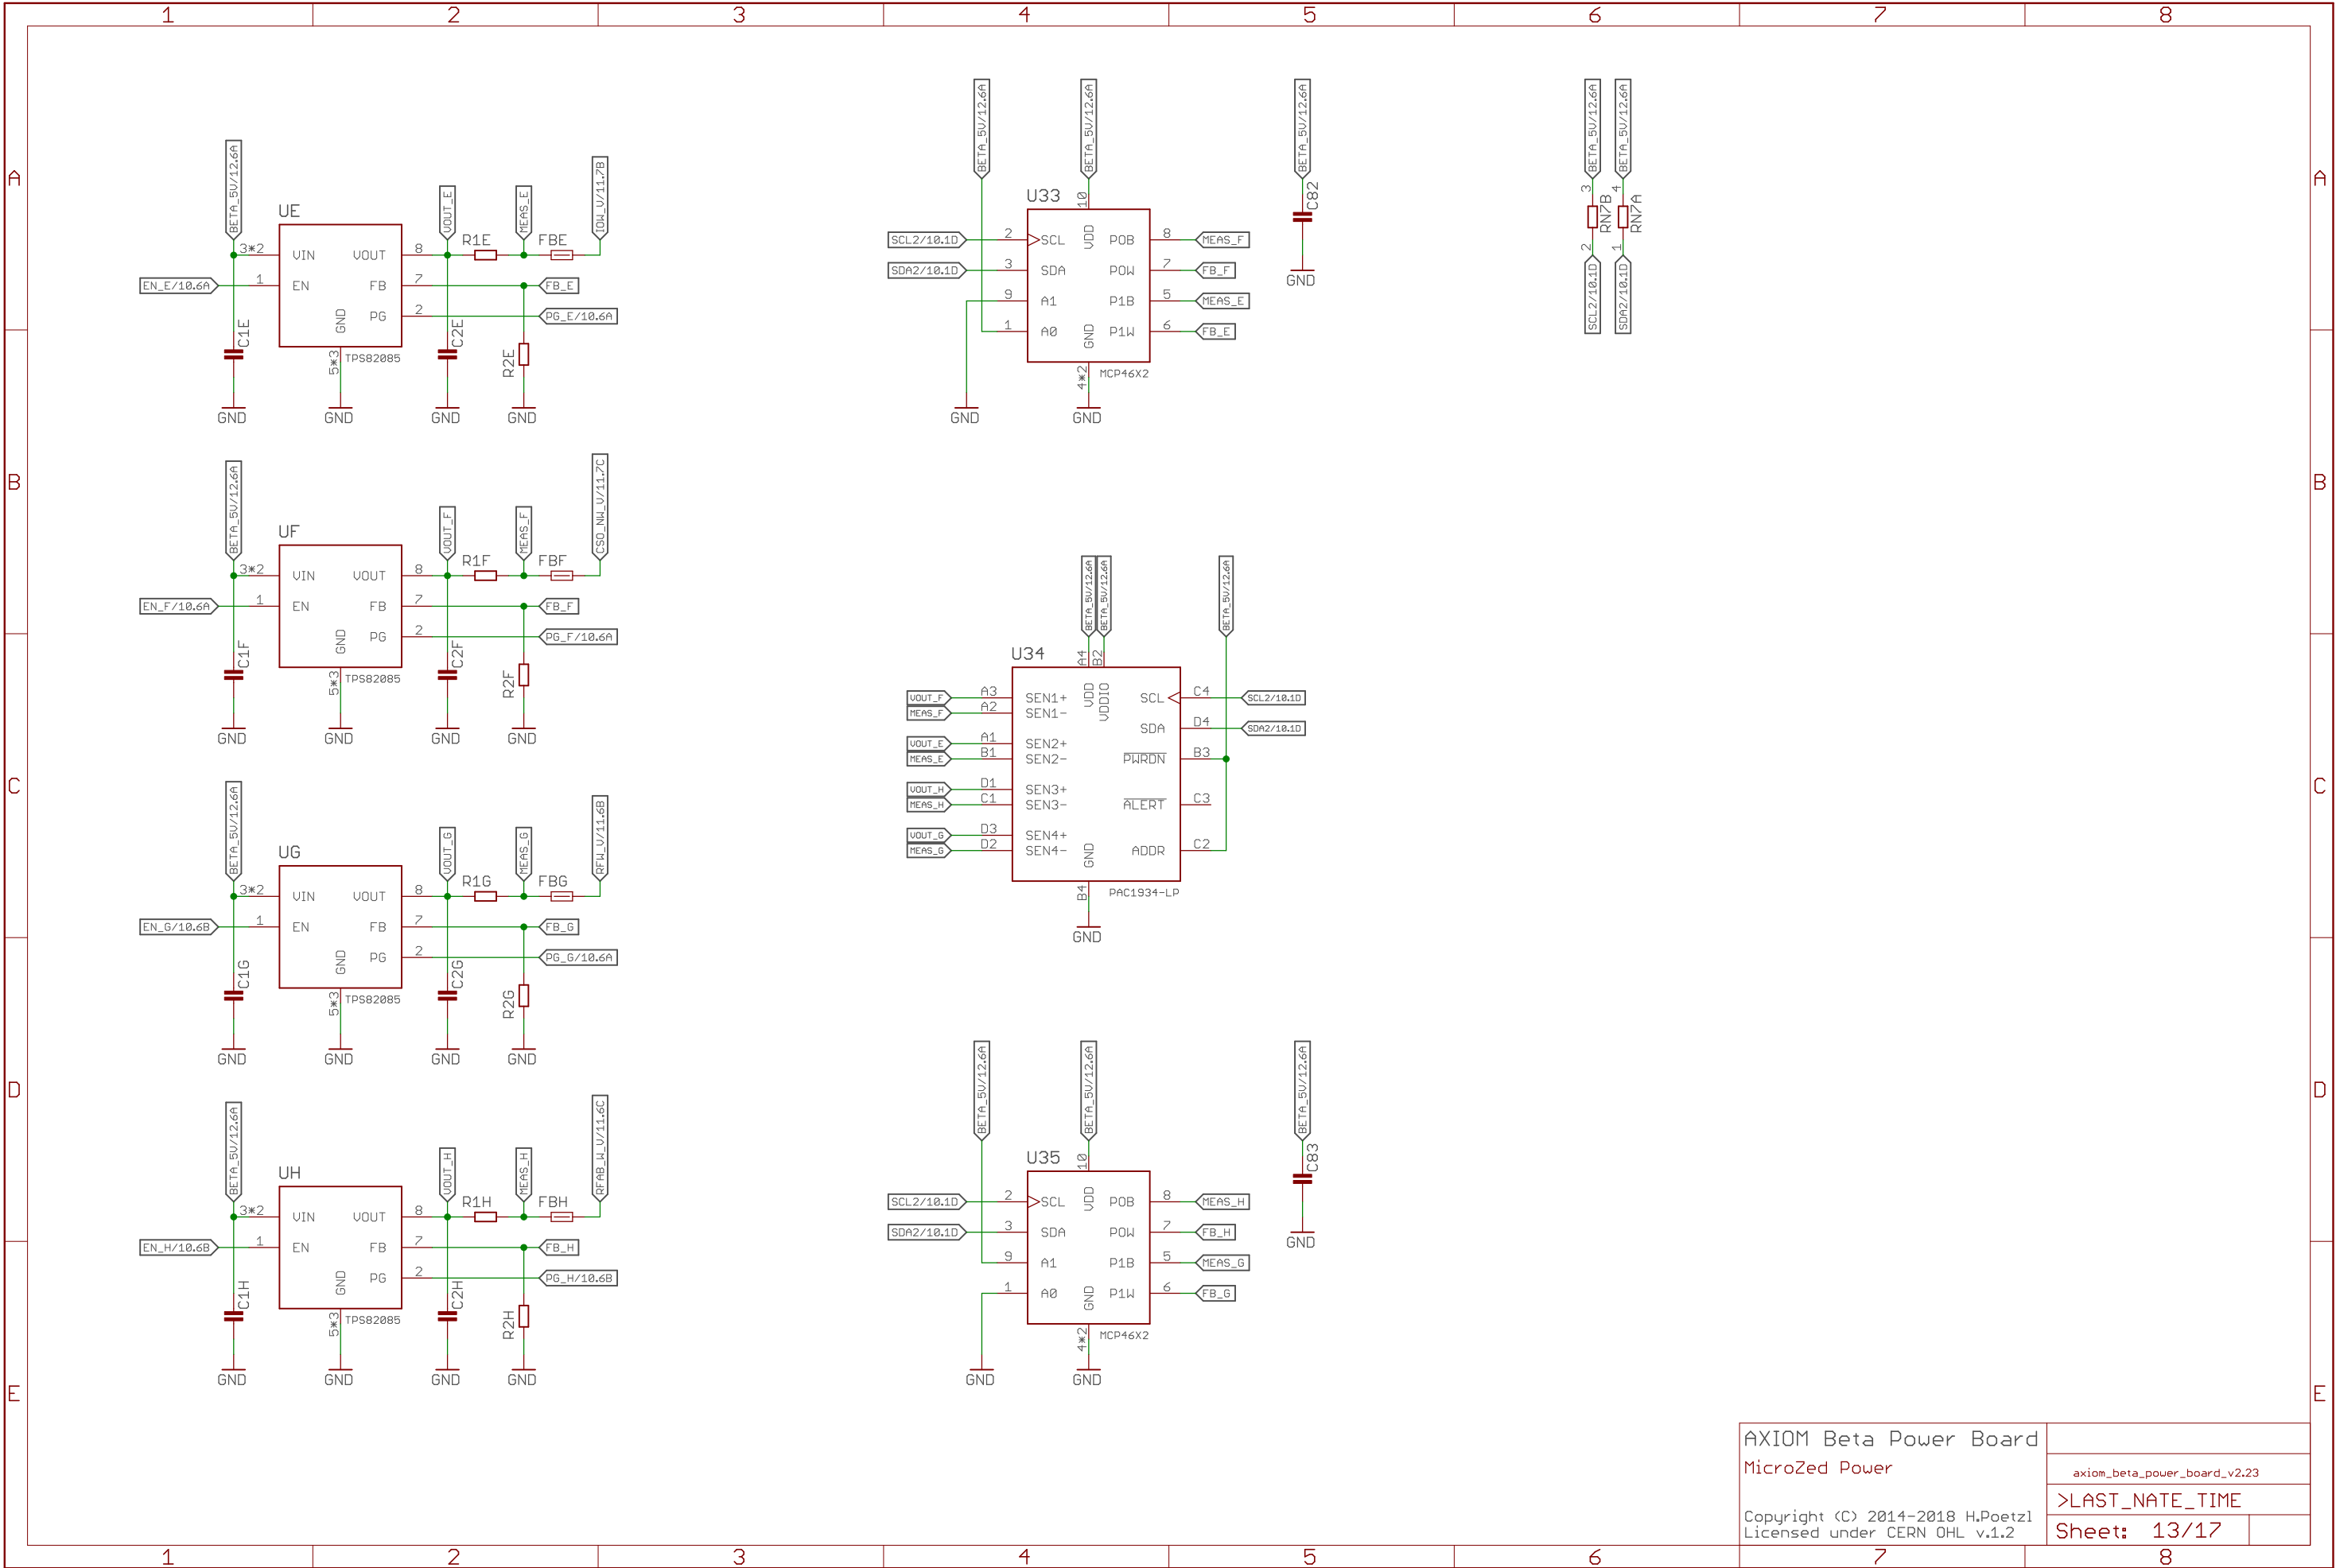 1 2 3 4 5 6 7 8
A
B
C
D
E
BETA_5V/12.6A
UE
3*2 VIN VOUT 8
EN_E/10.6A 1 EN FB 7 FB_E
GND PG 2 PG_E/10.6A
5*3 TPS82085
VOUT_E
R1E
MEAS_E
FBE
IOW_V/11.7B
C1E
C2E
R2E
GND GND GND GND
BETA_5V/12.6A
UF
3*2 VIN VOUT 8
EN_F/10.6A 1 EN FB 7 FB_F
GND PG 2 PG_F/10.6A
5*3 TPS82085
VOUT_F
R1F
MEAS_F
FBF
CSO_NW_V/11.7C
C1F
C2F
R2F
GND GND GND GND
BETA_5V/12.6A
UG
3*2 VIN VOUT 8
EN_G/10.6B 1 EN FB 7 FB_G
GND PG 2 PG_G/10.6A
5*3 TPS82085
VOUT_G
R1G
MEAS_G
FBG
RFW_V/11.6B
C1G
C2G
R2G
GND GND GND GND
BETA_5V/12.6A
UH
3*2 VIN VOUT 8
EN_H/10.6B 1 EN FB 7 FB_H
GND PG 2 PG_H/10.6B
5*3 TPS82085
VOUT_H
R1H
MEAS_H
FBH
RFAB_W_V/11.6C
C1H
C2H
R2H
GND GND GND GND
BETA_5V/12.6A
BETA_5V/12.6A
U33
10 VDD
SCL2/10.1D 2 SCL P0B 8 MEAS_F
SDA2/10.1D 3 SDA P0W 7 FB_F
9 A1 P1B 5 MEAS_E
1 A0 GND P1W 6 FB_E
4*2 MCP46X2
GND GND
BETA_5V/12.6A
C82
GND
BETA_5V/12.6A BETA_5V/12.6A
3 4
RN7B RN7A
2 1
SCL2/10.1D SDA2/10.1D
BETA_5V/12.6A BETA_5V/12.6A BETA_5V/12.6A
U34
A4 B2
VDD VDDIO
VOUT_F A3 SEN1+ SCL C4 SCL2/10.1D
MEAS_F A2 SEN1-
SDA D4 SDA2/10.1D
VOUT_E A1 SEN2+
MEAS_E B1 SEN2- PWRDN B3
VOUT_H D1 SEN3+
MEAS_H C1 SEN3- ALERT C3
VOUT_G D3 SEN4+
MEAS_G D2 SEN4- GND ADDR C2
B4 PAC1934-LP
GND
BETA_5V/12.6A
BETA_5V/12.6A
U35
10 VDD
SCL2/10.1D 2 SCL P0B 8 MEAS_H
SDA2/10.1D 3 SDA P0W 7 FB_H
9 A1 P1B 5 MEAS_G
1 A0 GND P1W 6 FB_G
4*2 MCP46X2
GND GND
BETA_5V/12.6A
C83
GND
A
B
C
D
E
AXIOM Beta Power Board
MicroZed Power
Copyright (C) 2014-2018 H.Poetzl
Licensed under CERN OHL v.1.2
axiom_beta_power_board_v2.23
>LAST_NATE_TIME
Sheet: 13/17
1 2 3 4 5 6 7 8